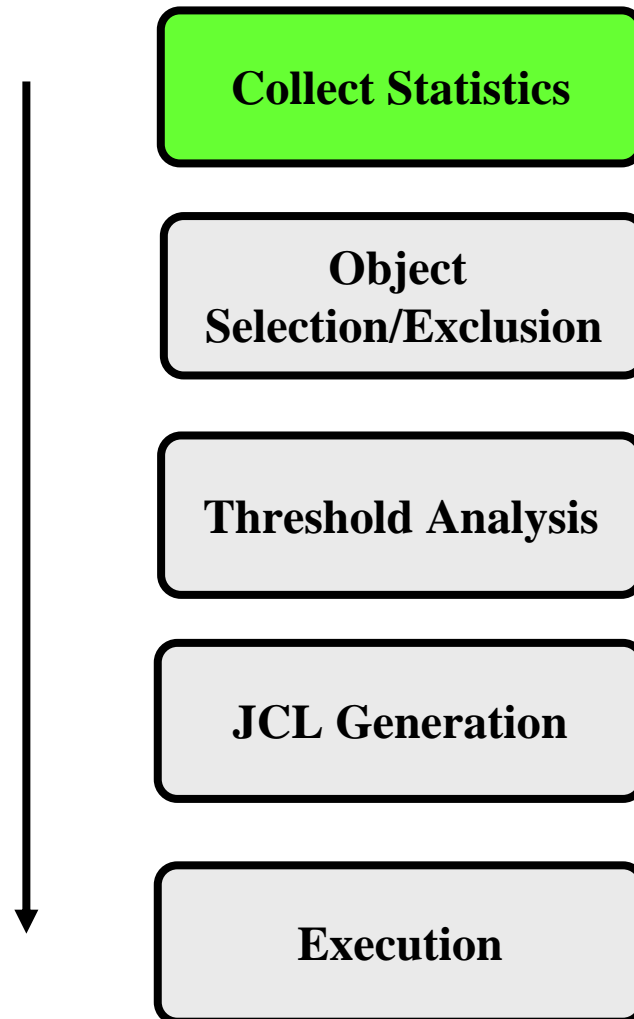 Collect Statistics
Object
Selection/Exclusion
Threshold Analysis
JCL Generation
Execution